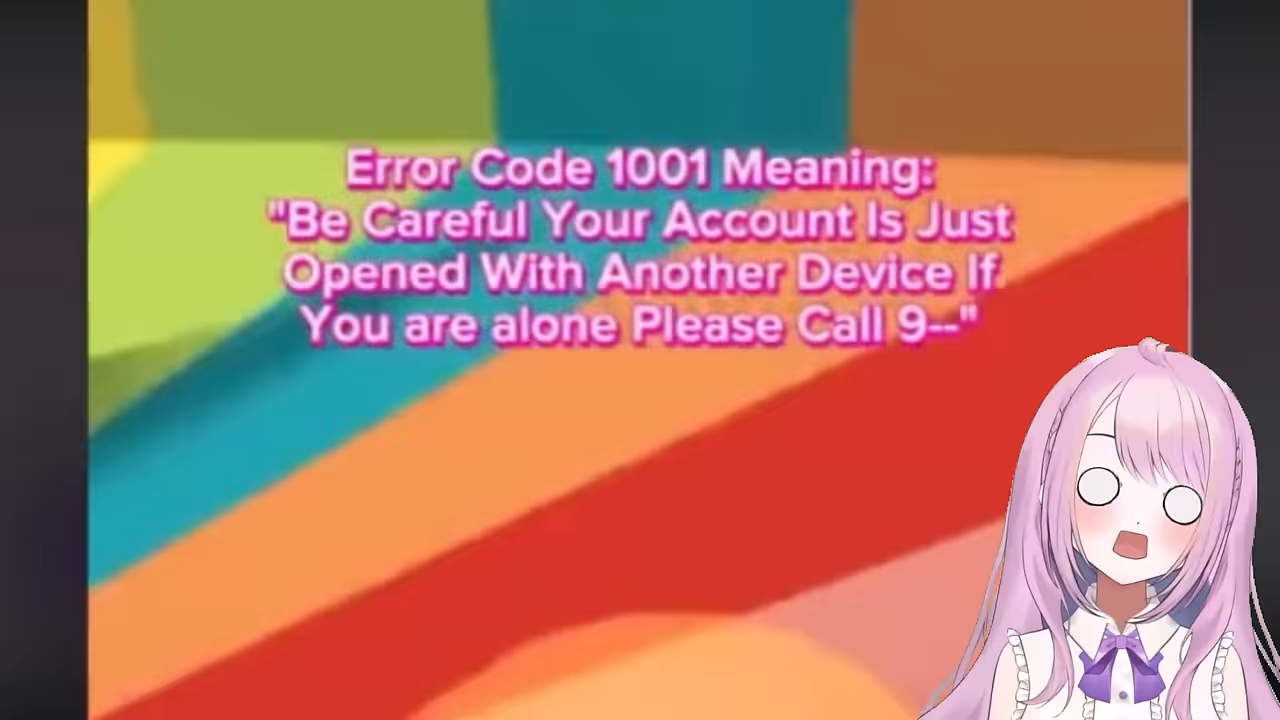 Error Code 1001 Meaning:
"Be Careful Your Account Is Just
Opened With Another Device If
You are alone Please Call 9--"